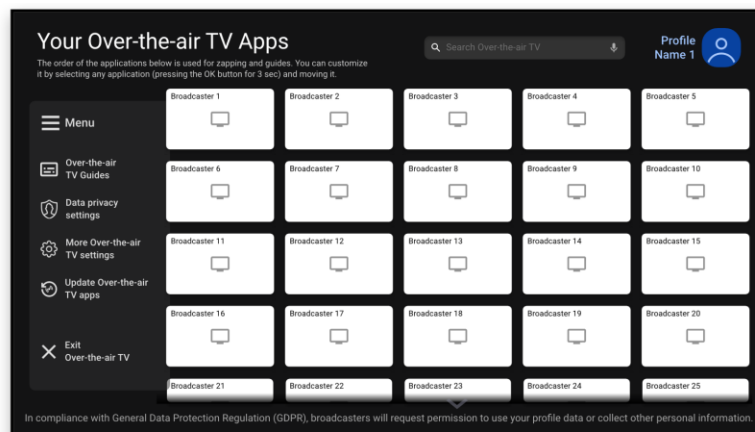 Your Over-the-air TV Apps
The order of the applications below is used for zapping and guides. You can customize
it by selecting any application (pressing the OK button for 3 sec) and moving it.
Search Over-the-air TV
Profile
Name 1
Menu
Over-the-air
TV Guides
Data privacy
settings
More Over-the-air
TV settings
Update Over-the-air
TV apps
Exit
Over-the-air TV
Broadcaster 1
Broadcaster 2
Broadcaster 3
Broadcaster 4
Broadcaster 5
Broadcaster 6
Broadcaster 7
Broadcaster 8
Broadcaster 9
Broadcaster 10
Broadcaster 11
Broadcaster 12
Broadcaster 13
Broadcaster 14
Broadcaster 15
Broadcaster 16
Broadcaster 17
Broadcaster 18
Broadcaster 19
Broadcaster 20
Broadcaster 21
Broadcaster 22
Broadcaster 23
Broadcaster 24
Broadcaster 25
In compliance with General Data Protection Regulation (GDPR), broadcasters will request permission to use your profile data or collect other personal information